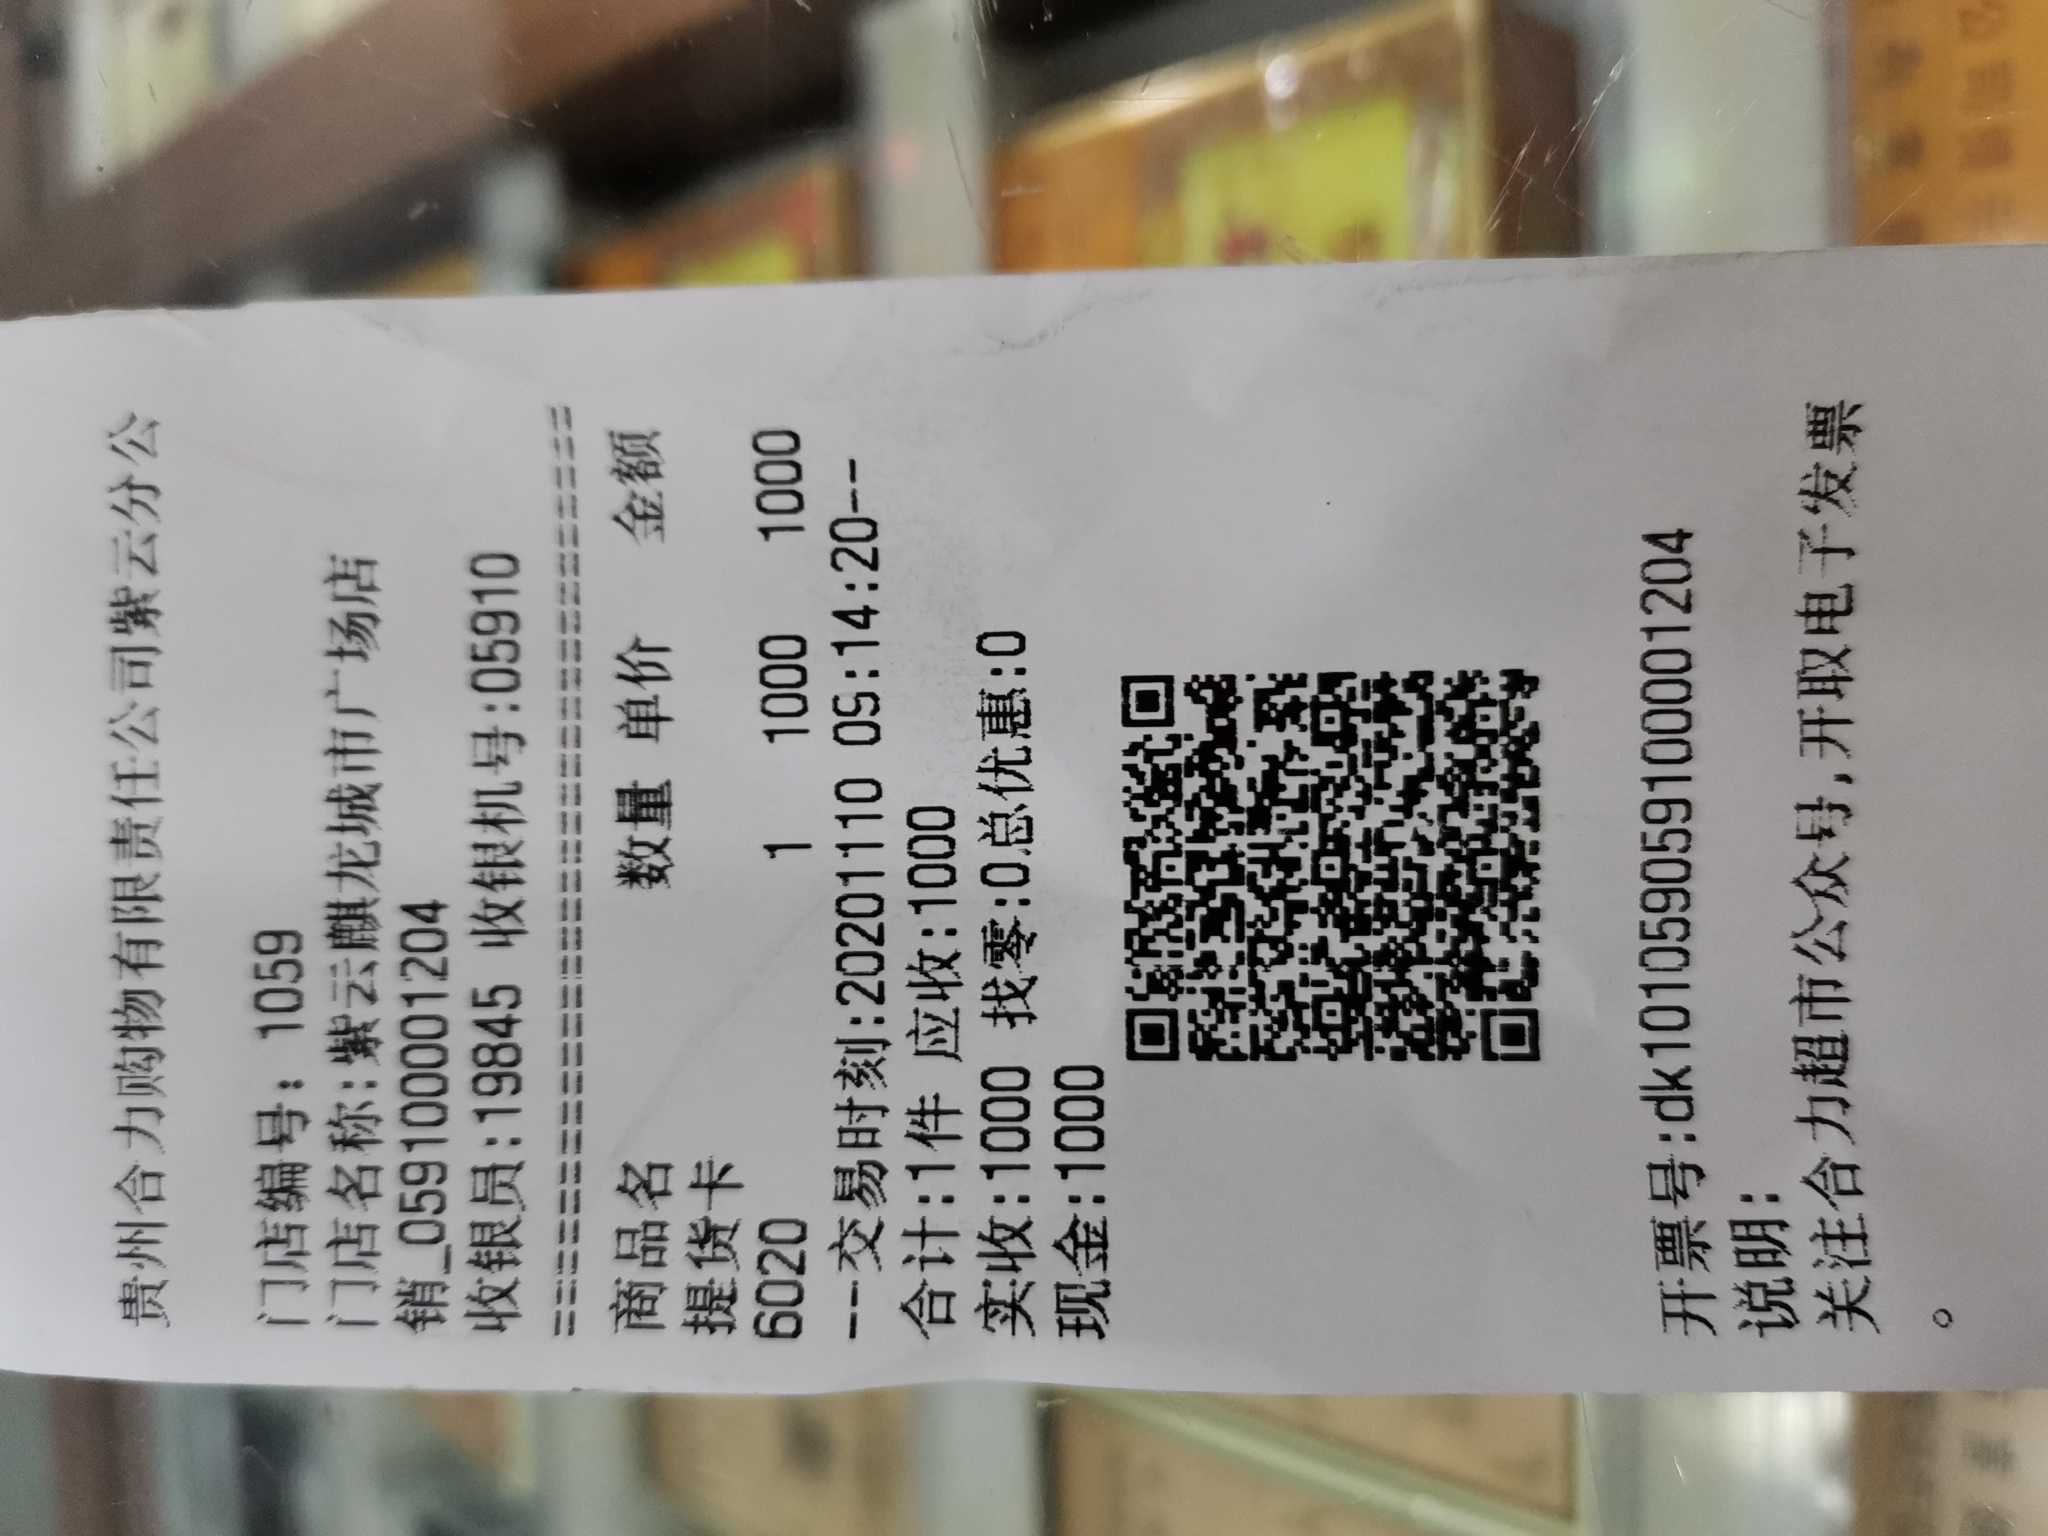 贵州合力购物有限责任公司紫云分公
门店编号: 1059
门店名称:紫云麒龙城市广场店
销_059100001204
收银员:19845 收银机号:05910
================================
商品名 数量 单价 金额
提货卡
6020 1 1000 1000
---交易时刻:20201110 09:14:20--
合计:1件 应收:1000
实收:1000 找零:0总优惠:0
现金:1000
开票号:dk101059059100001204
说明:
关注合力超市公众号,开取电子发票
。